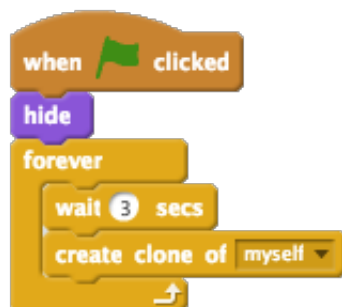 when clicked
hide
forever
wait 3 secs
create clone of myself